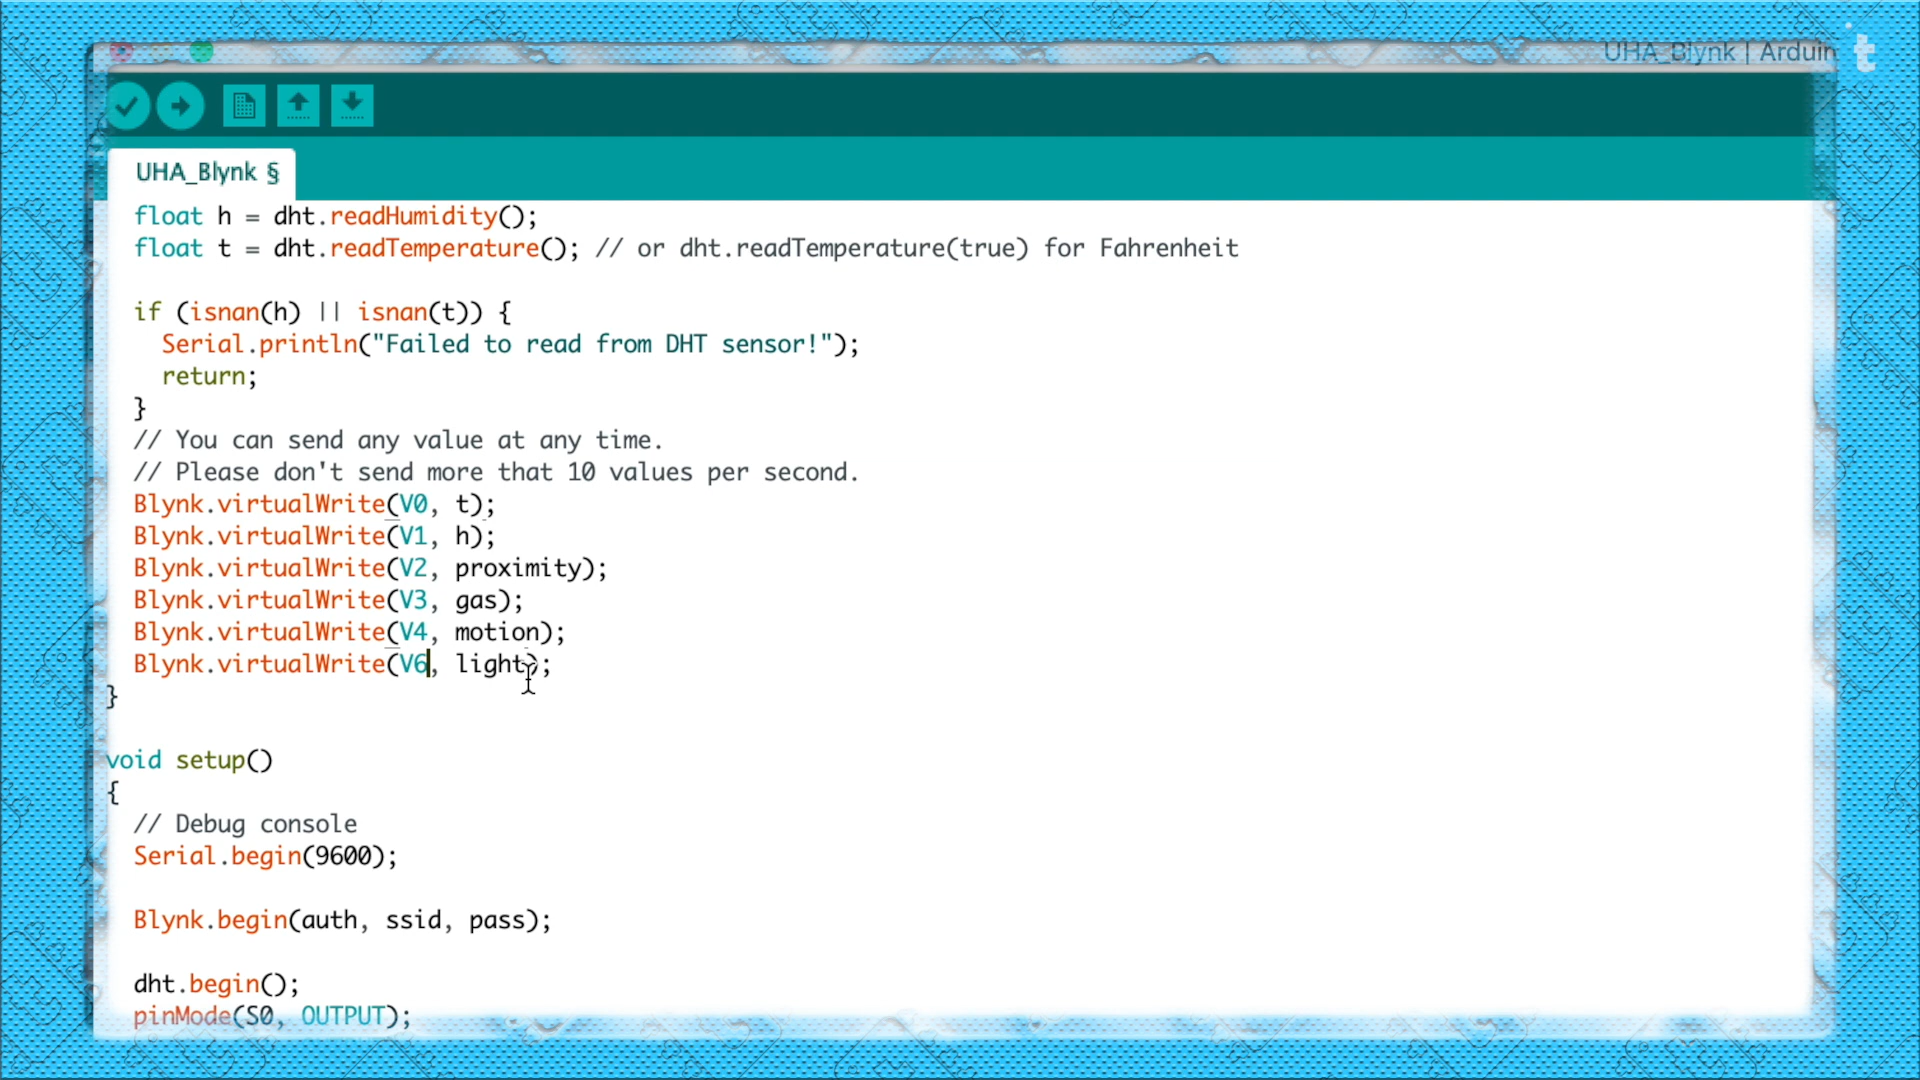 UHA_Blynk | Arduin
t
UHA_Blynk §
float h = dht.readHumidity();
float t = dht.readTemperature(); // or dht.readTemperature(true) for Fahrenheit
if (isnan(h) || isnan(t)) {
Serial.println("Failed to read from DHT sensor!");
return;
}
// You can send any value at any time.
// Please don't send more that 10 values per second.
Blynk.virtualWrite(V0, t);
Blynk.virtualWrite(V1, h);
Blynk.virtualWrite(V2, proximity);
Blynk.virtualWrite(V3, gas);
Blynk.virtualWrite(V4, motion);
Blynk.virtualWrite(V6, light);
}
void setup()
{
// Debug console
Serial.begin(9600);
Blynk.begin(auth, ssid, pass);
dht.begin();
pinMode(S0, OUTPUT);